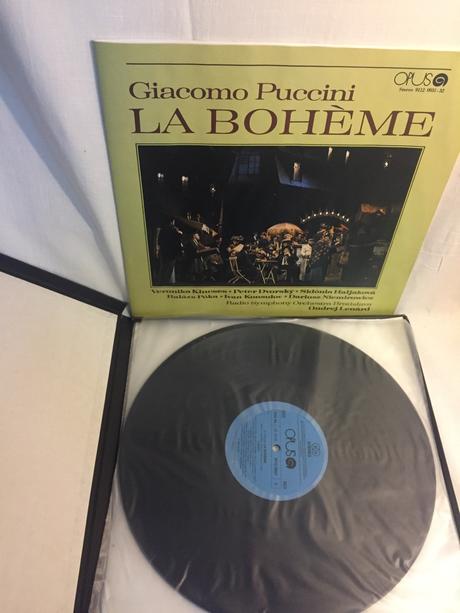 OPUS
Stereo 9112 0931-32
Giacomo Puccini
LA BOHÈME
Veronika Kincses • Peter Dvorský • Sidónia Haljaková
Balázs Póka • Ivan Konsulov • Dariusz Niemirowicz
Radio Symphony Orchestra Bratislava
Ondrej Lenárd
OPUS